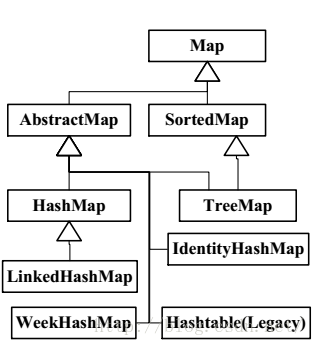 Map
AbstractMap
SortedMap
HashMap
TreeMap
IdentityHashMap
LinkedHashMap
WeekHashMap
Hashtable(Legacy)